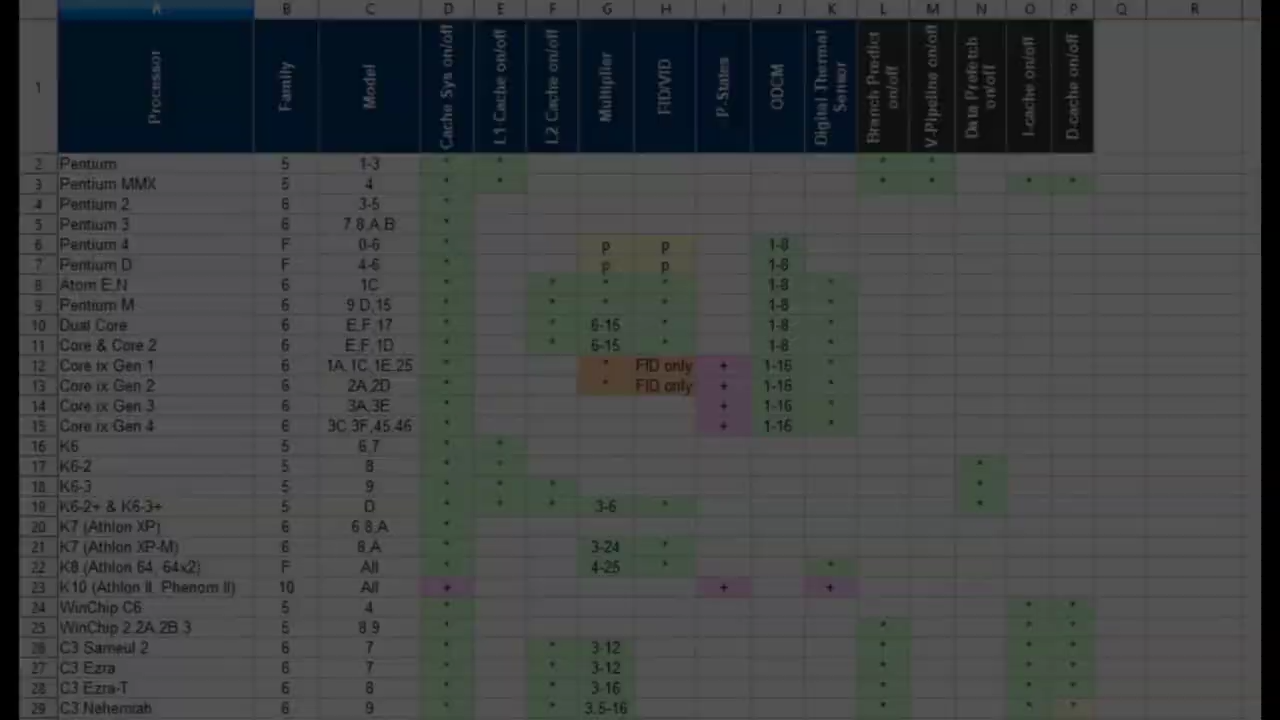 A B C D E F G H I J K L M N O P Q R
1 Processor Family Model Cache Sys on/off L1 Cache on/off L2 Cache on/off Multiplier FID/VID P-States ODCM Digital Thermal Sensor Branch Predict on/off V-Pipeline on/off Data Prefetch on/off I-cache on/off D-cache on/off
2 Pentium 5 1-3 * * * *
3 Pentium MMX 5 4 * * * * * *
4 Pentium 2 6 3-5 *
5 Pentium 3 6 7.8,A,B *
6 Pentium 4 F 0-6 * p p 1-8
7 Pentium D F 4-6 * p p 1-8
8 Atom E,N 6 1C * * * * 1-8 *
9 Pentium M 6 9 D,15 * * * * 1-8 *
10 Dual Core 6 E,F,17 * * 6-15 * 1-8 *
11 Core & Core 2 6 E,F,1D * * 6-15 * 1-8 *
12 Core ix Gen 1 6 1A,1C,1E,25 * * FID only + 1-16 *
13 Core ix Gen 2 6 2A,2D * * FID only + 1-16 *
14 Core ix Gen 3 6 3A,3E * + 1-16 *
15 Core ix Gen 4 6 3C 3F,45 46 * + 1-16 *
16 K6 5 6,7 * *
17 K6-2 5 8 * * *
18 K6-3 5 9 * * * *
19 K6-2+ & K6-3+ 5 D * * * 3-6 * *
20 K7 (Athlon XP) 6 6 8,A *
21 K7 (Athlon XP-M) 6 8,A * 3-24 *
22 K8 (Athlon 64, 64x2) F All * 4-25 * *
23 K10 (Athlon II, Phenom II) 10 All + + +
24 WinChip C6 5 4 * * *
25 WinChip 2,2A,2B,3 5 8,9 * * * *
26 C3 Sameul 2 6 7 * * 3-12 * * *
27 C3 Ezra 6 7 * * 3-12 * * *
28 C3 Ezra-T 6 8 * * 3-16 * * *
29 C3 Nehemiah 6 9 * * 3.5-16 * * *